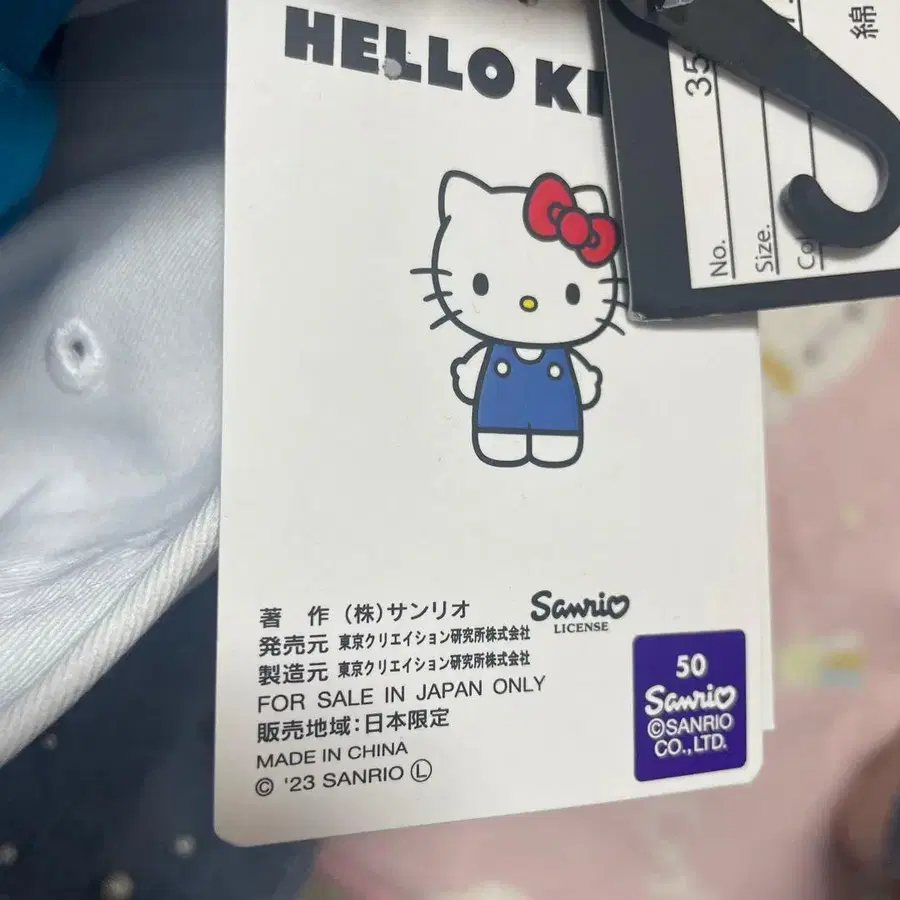 HELLO KI
著 作 (株)サンリオ
発売元 東京クリエイション研究所株式会社
製造元 東京クリエイション研究所株式会社
FOR SALE IN JAPAN ONLY
販売地域:日本限定
MADE IN CHINA
© '23 SANRIO Ⓛ
Sanrio
LICENSE
50
Sanrio
©SANRIO
CO.,LTD.
No.
35
Size.
Co
綿